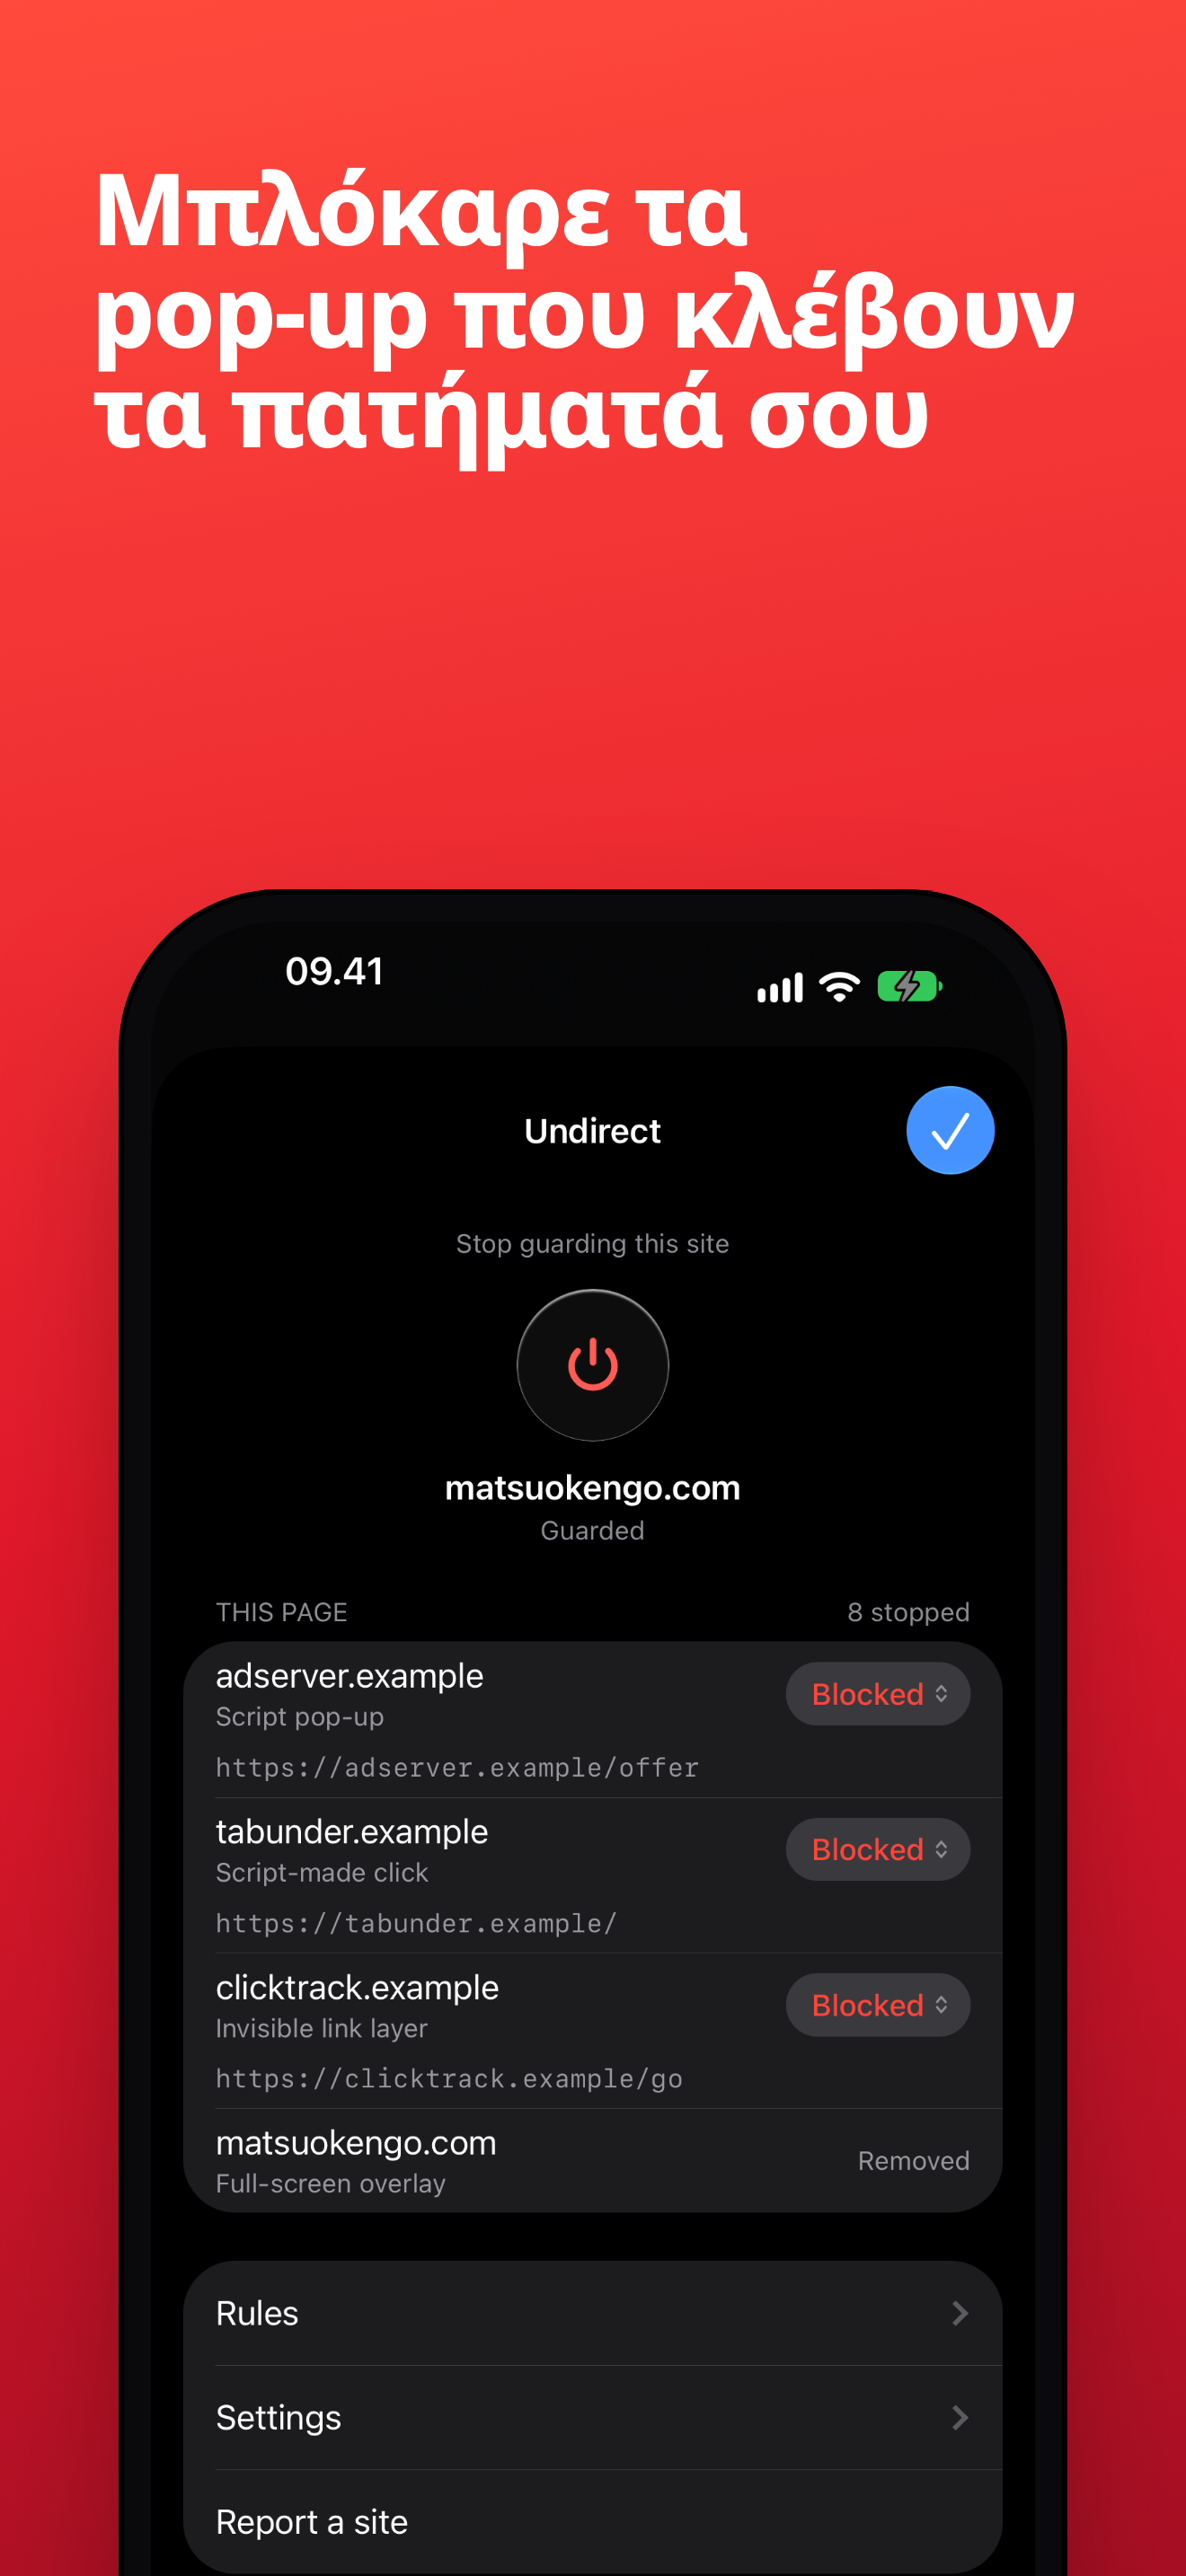 Μπλόκαρε τα
pop-up που κλέβουν
τα πατήματά σου
09.41
Undirect
Stop guarding this site
matsuokengo.com
Guarded
THIS PAGE 8 stopped
adserver.example Blocked
Script pop-up
https://adserver.example/offer
tabunder.example Blocked
Script-made click
https://tabunder.example/
clicktrack.example Blocked
Invisible link layer
https://clicktrack.example/go
matsuokengo.com Removed
Full-screen overlay
Rules
Settings
Report a site